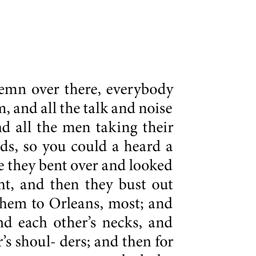 emn over there, everybody
, and all the talk and noise
d all the men taking their
ds, so you could a heard a
they bent over and looked
nt, and then they bust out
hem to Orleans, most; and
nd each other's necks, and
r's shoul- ders; and then for